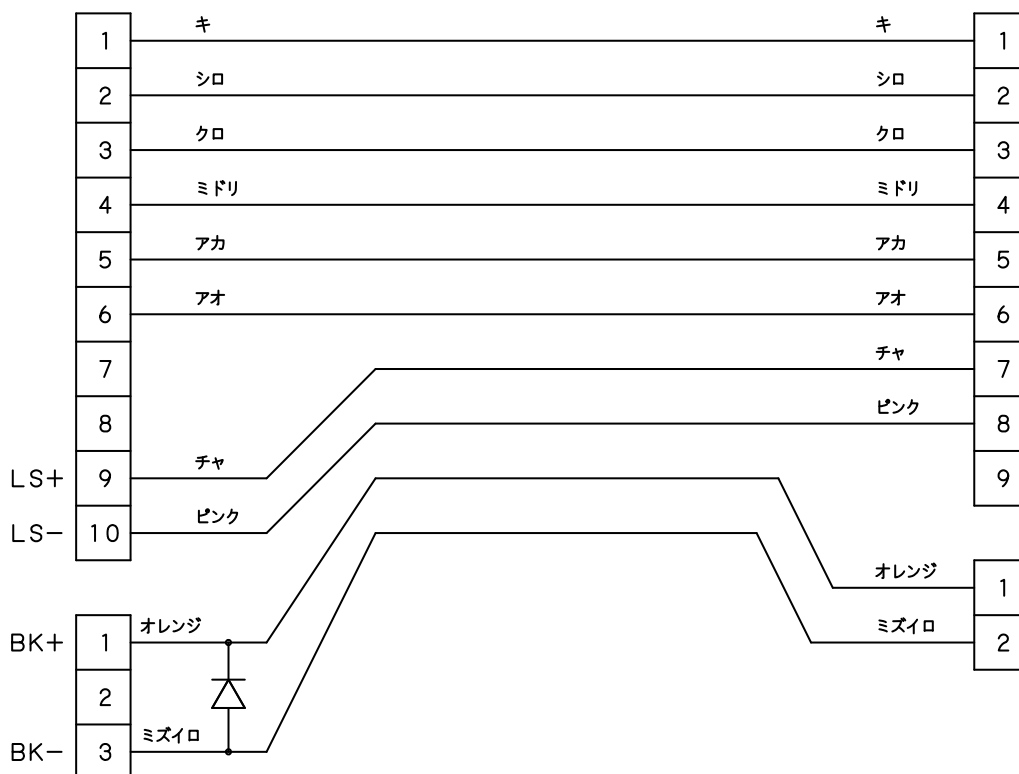 キ キ
1 1
シロ シロ
2 2
クロ クロ
3 3
ミドリ ミドリ
4 4
アカ アカ
5 5
アオ アオ
6 6
チャ
7 7
ピンク
8 8
チャ
LS+ 9 9
ピンク
LS− 10
オレンジ
1
オレンジ ミズイロ
BK+ 1 2
2
ミズイロ
BK− 3